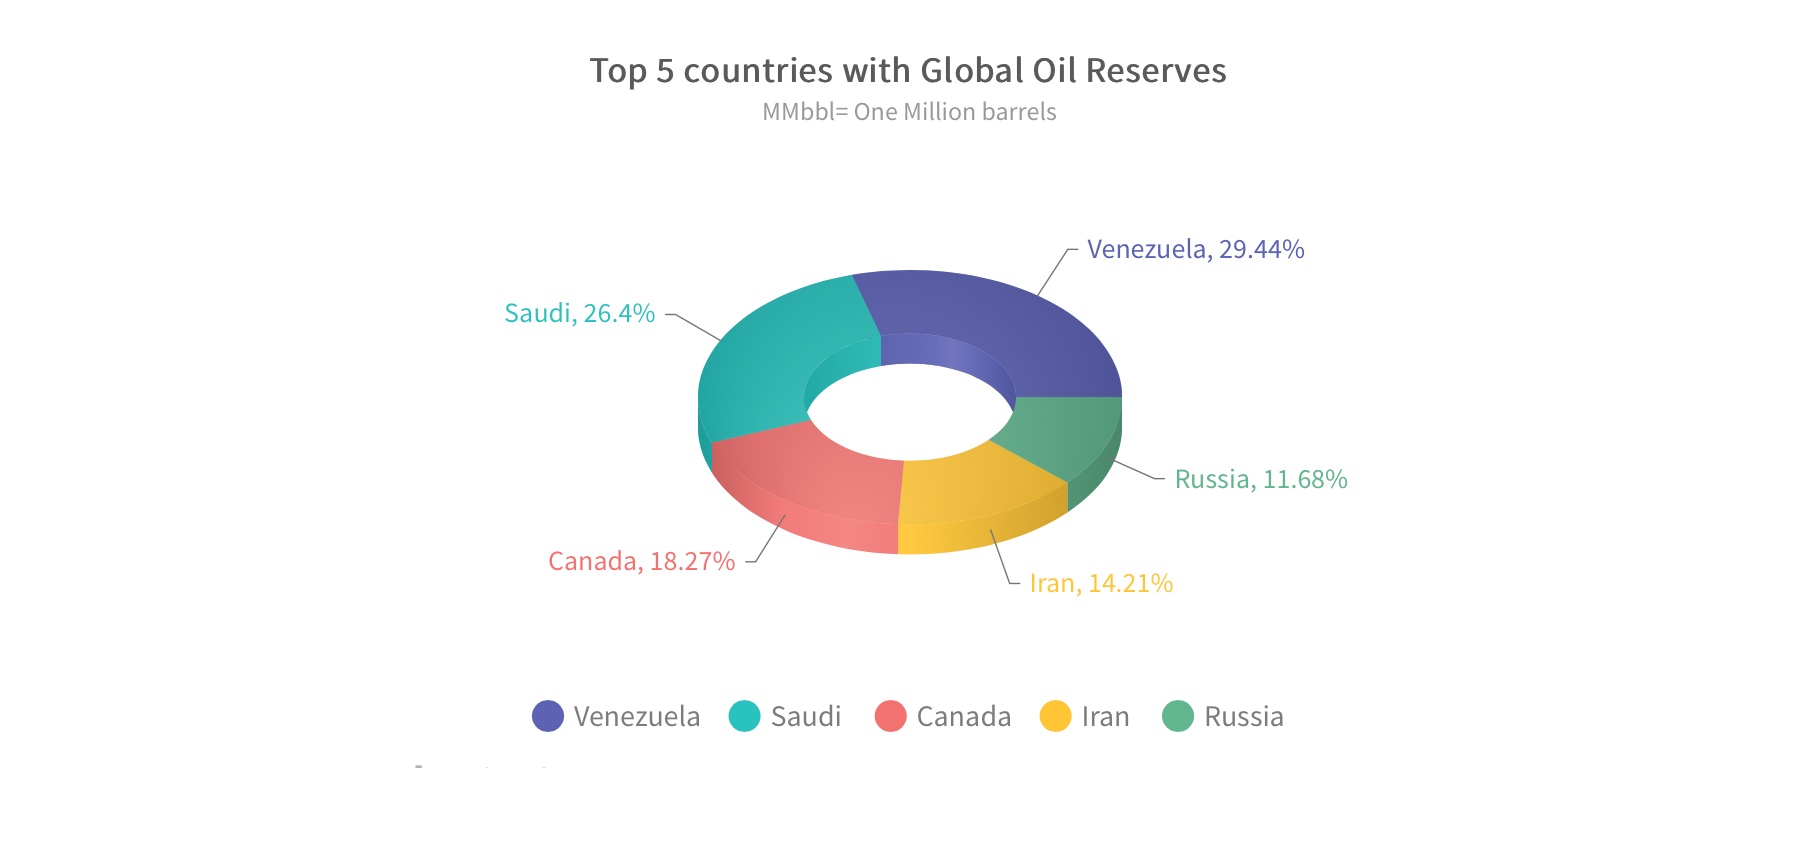 Top 5 countries with Global Oil Reserves
MMbbl= One Million barrels
Venezuela, 29.44%
Saudi, 26.4%
Russia, 11.68%
Canada, 18.27%
Iran, 14.21%
Venezuela Saudi Canada Iran Russia